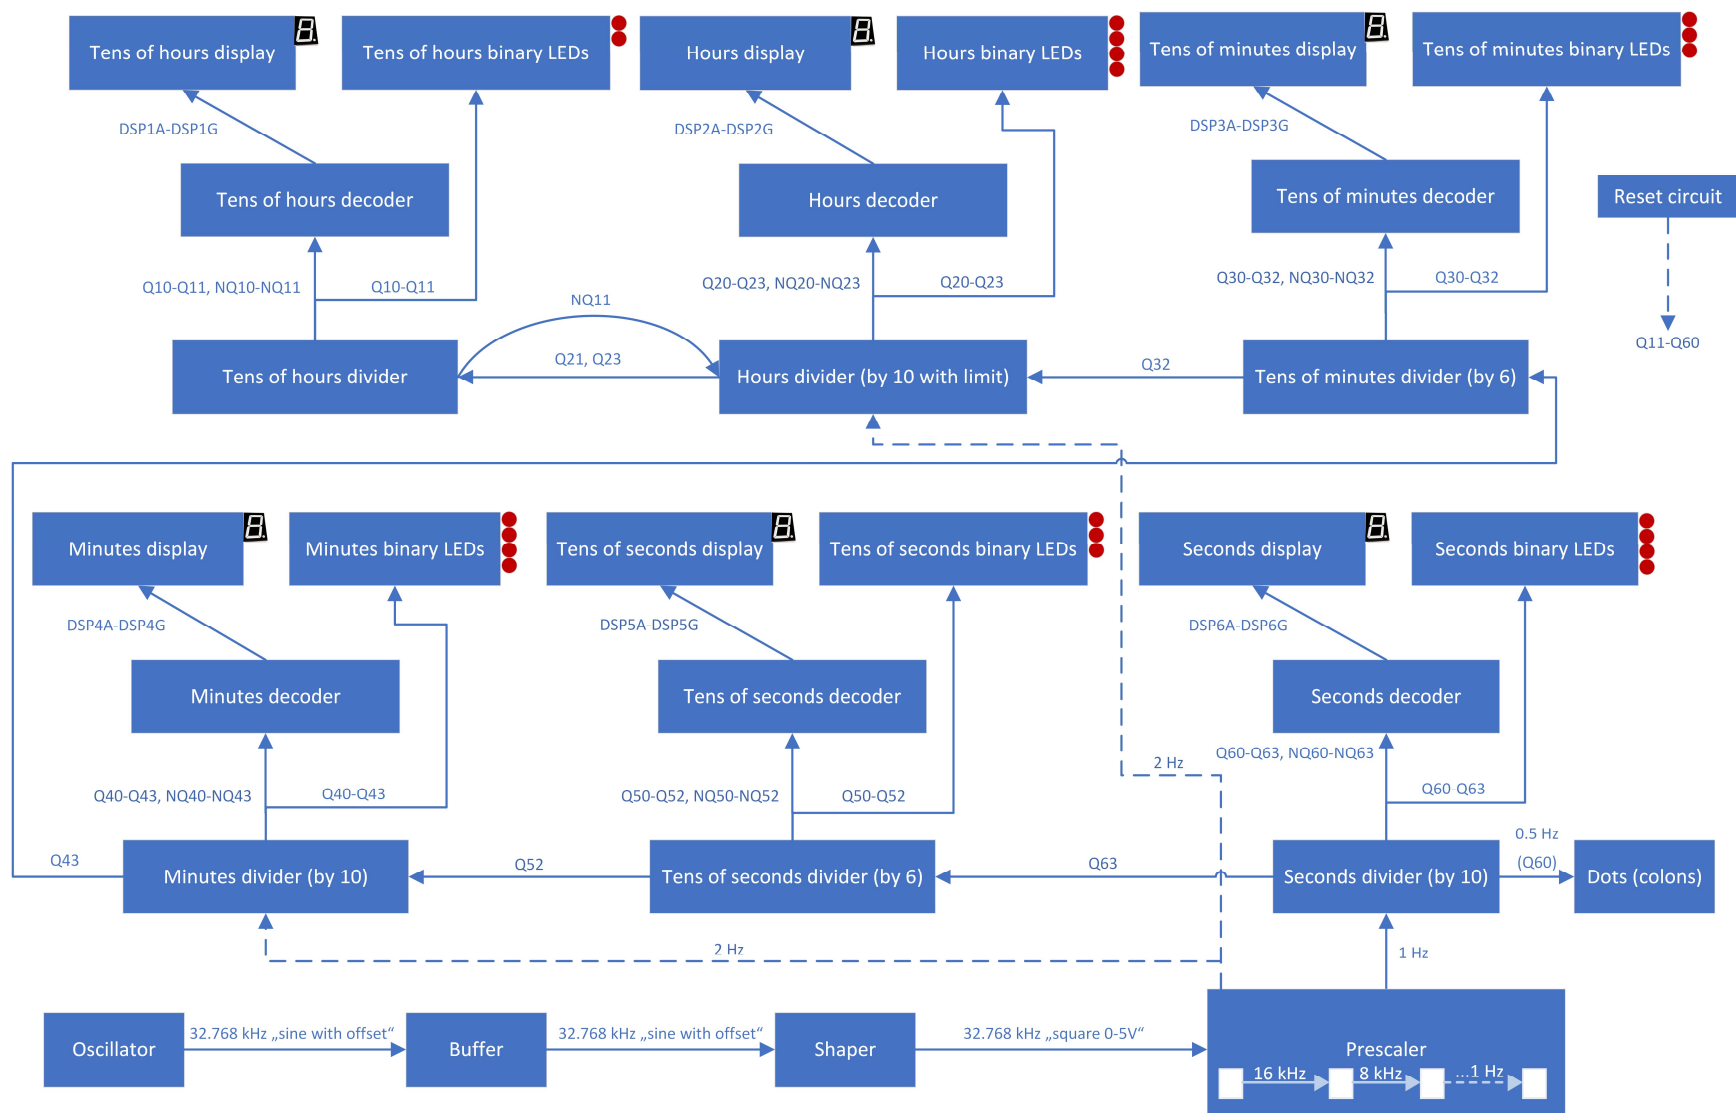 Tens of hours display
Tens of hours binary LEDs
Hours display
Hours binary LEDs
Tens of minutes display
Tens of minutes binary LEDs
DSP1A-DSP1G
DSP2A-DSP2G
DSP3A-DSP3G
Tens of hours decoder
Hours decoder
Tens of minutes decoder
Reset circuit
Q10-Q11, NQ10-NQ11
Q10-Q11
Q20-Q23, NQ20-NQ23
Q20-Q23
Q30-Q32, NQ30-NQ32
Q30-Q32
NQ11
Q11-Q60
Tens of hours divider
Q21, Q23
Hours divider (by 10 with limit)
Q32
Tens of minutes divider (by 6)
Minutes display
Minutes binary LEDs
Tens of seconds display
Tens of seconds binary LEDs
Seconds display
Seconds binary LEDs
DSP4A-DSP4G
DSP5A-DSP5G
DSP6A-DSP6G
Minutes decoder
Tens of seconds decoder
Seconds decoder
2 Hz
Q40-Q43, NQ40-NQ43
Q40-Q43
Q50-Q52, NQ50-NQ52
Q50-Q52
Q60-Q63, NQ60-NQ63
Q60-Q63
Q43
Minutes divider (by 10)
Q52
Tens of seconds divider (by 6)
Q63
Seconds divider (by 10)
0.5 Hz
(Q60)
Dots (colons)
2 Hz
1 Hz
Oscillator
32.768 kHz „sine with offset“
Buffer
32.768 kHz „sine with offset“
Shaper
32.768 kHz „square 0-5V“
Prescaler
16 kHz
8 kHz
...1 Hz